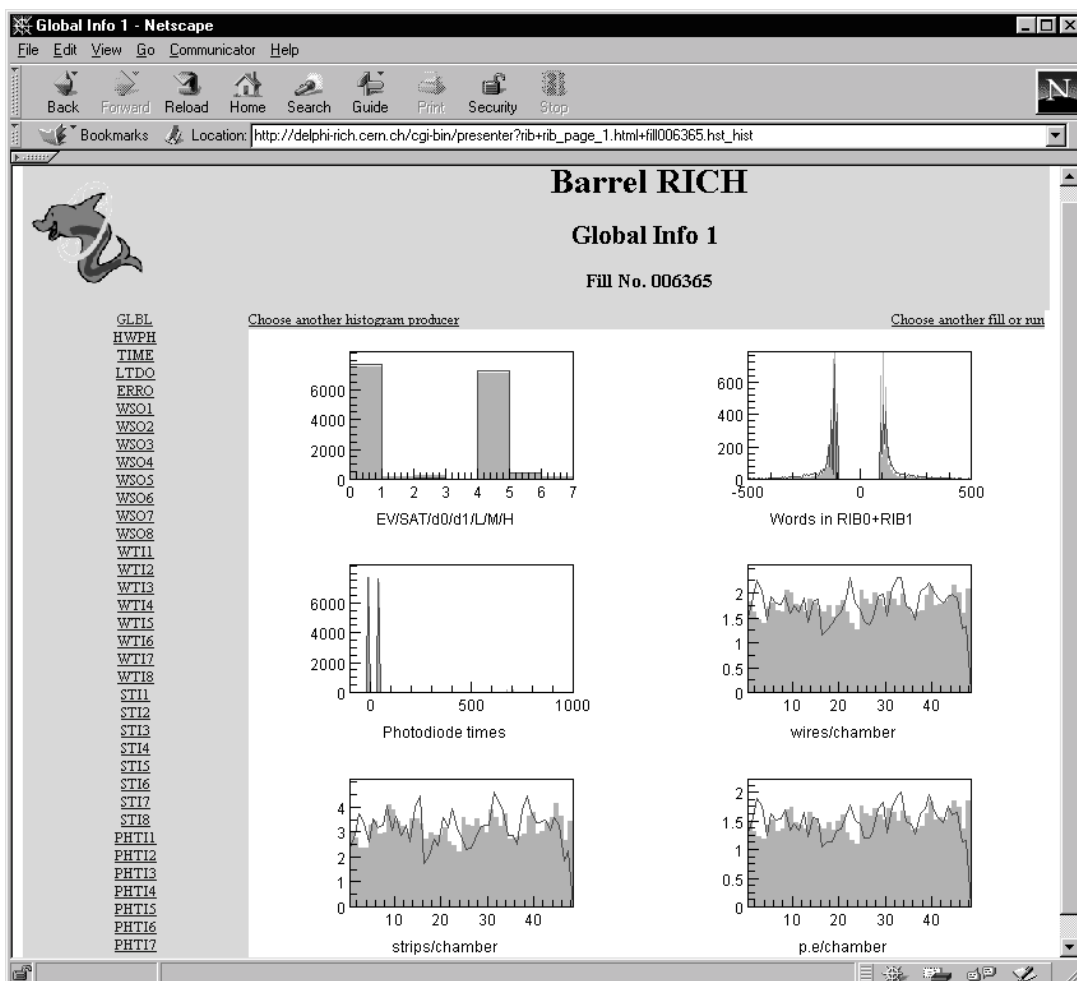 Global Info 1 - Netscape
File Edit View Go Communicator Help
Back Forward Reload Home Search Guide Print Security Stop
N
Bookmarks Location: http://delphi-rich.cern.ch/cgi-bin/presenter?rib+rib_page_1.html+fill006365.hst_hist
Barrel RICH
Global Info 1
Fill No. 006365
Choose another histogram producer Choose another fill or run
GLBL
HWPH
TIME
LTDO
ERRO
WSO1
WSO2
WSO3
WSO4
WSO5
WSO6
WSO7
WSO8
WTI1
WTI2
WTI3
WTI4
WTI5
WTI6
WTI7
WTI8
STI1
STI2
STI3
STI4
STI5
STI6
STI7
STI8
PHTI1
PHTI2
PHTI3
PHTI4
PHTI5
PHTI6
PHTI7
6000
4000
2000
0
0 1 2 3 4 5 6 7
EV/SAT/d0/d1/L/M/H
600
400
200
0
-500 0 500
Words in RIB0+RIB1
6000
4000
2000
0
0 500 1000
Photodiode times
2
1.5
1
0.5
0
10 20 30 40
wires/chamber
4
3
2
1
0
10 20 30 40
strips/chamber
2
1.5
1
0.5
0
10 20 30 40
p.e/chamber